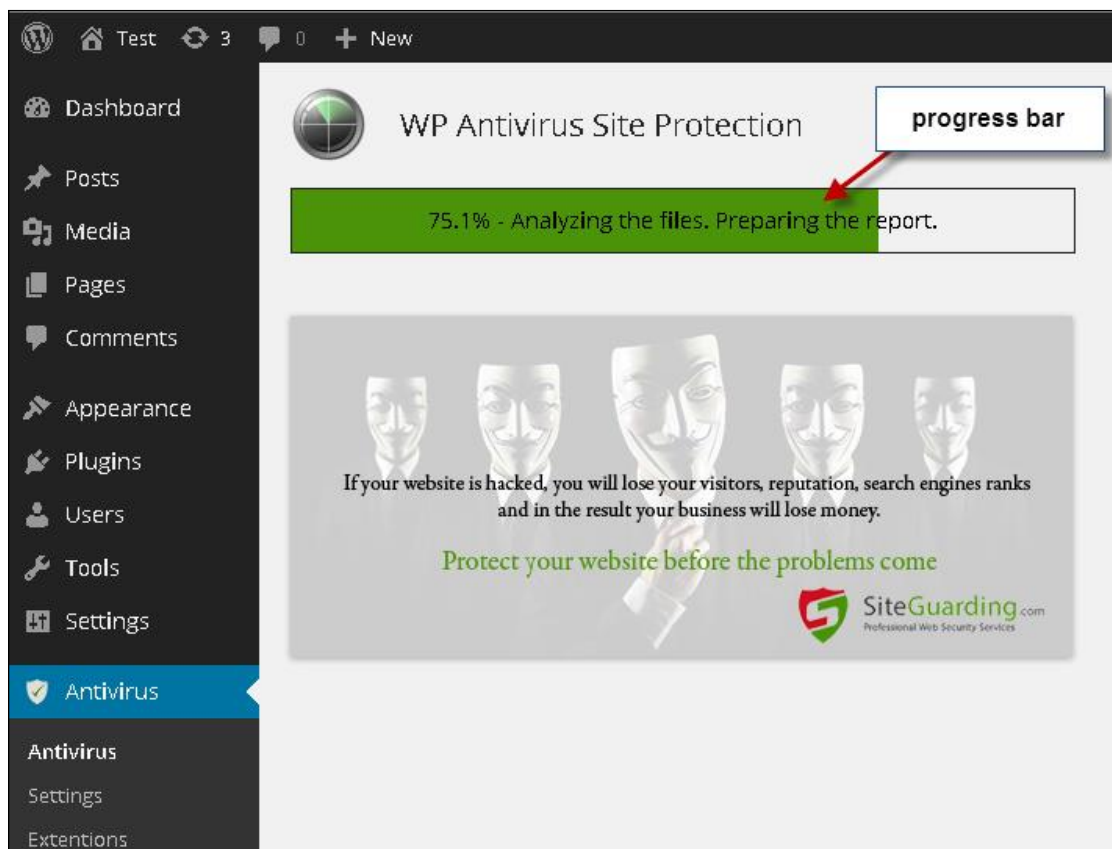 Test 3 0 New
Dashboard
Posts
Media
Pages
Comments
Appearance
Plugins
Users
Tools
Settings
Antivirus
Antivirus
Settings
Extentions
WP Antivirus Site Protection
progress bar
75.1% - Analyzing the files. Preparing the report.
If your website is hacked, you will lose your visitors, reputation, search engines ranks
and in the result your business will lose money.
Protect your website before the problems come
SiteGuarding.com
Professional Web Security Services